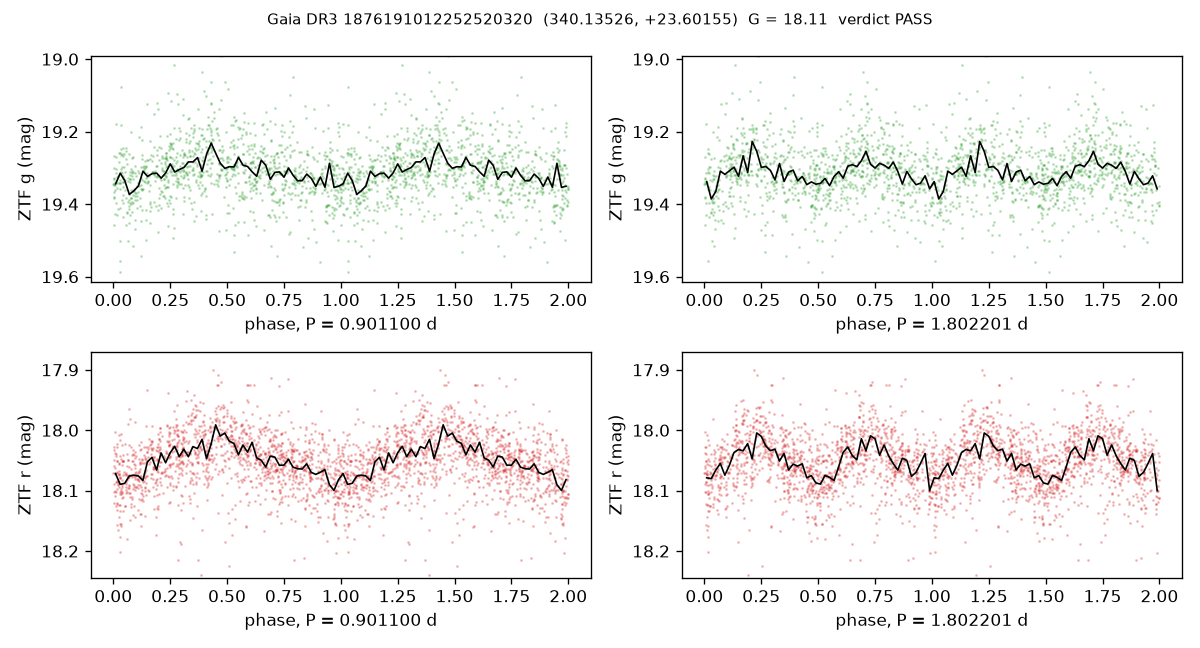 Gaia DR3 1876191012252520320 (340.13526, +23.60155) G = 18.11 verdict PASS
19.0
19.2
19.4
19.6
ZTF g (mag)
0.00 0.25 0.50 0.75 1.00 1.25 1.50 1.75 2.00
phase, P = 0.901100 d
19.0
19.2
19.4
19.6
ZTF g (mag)
0.00 0.25 0.50 0.75 1.00 1.25 1.50 1.75 2.00
phase, P = 1.802201 d
17.9
18.0
18.1
18.2
ZTF r (mag)
0.00 0.25 0.50 0.75 1.00 1.25 1.50 1.75 2.00
phase, P = 0.901100 d
17.9
18.0
18.1
18.2
ZTF r (mag)
0.00 0.25 0.50 0.75 1.00 1.25 1.50 1.75 2.00
phase, P = 1.802201 d